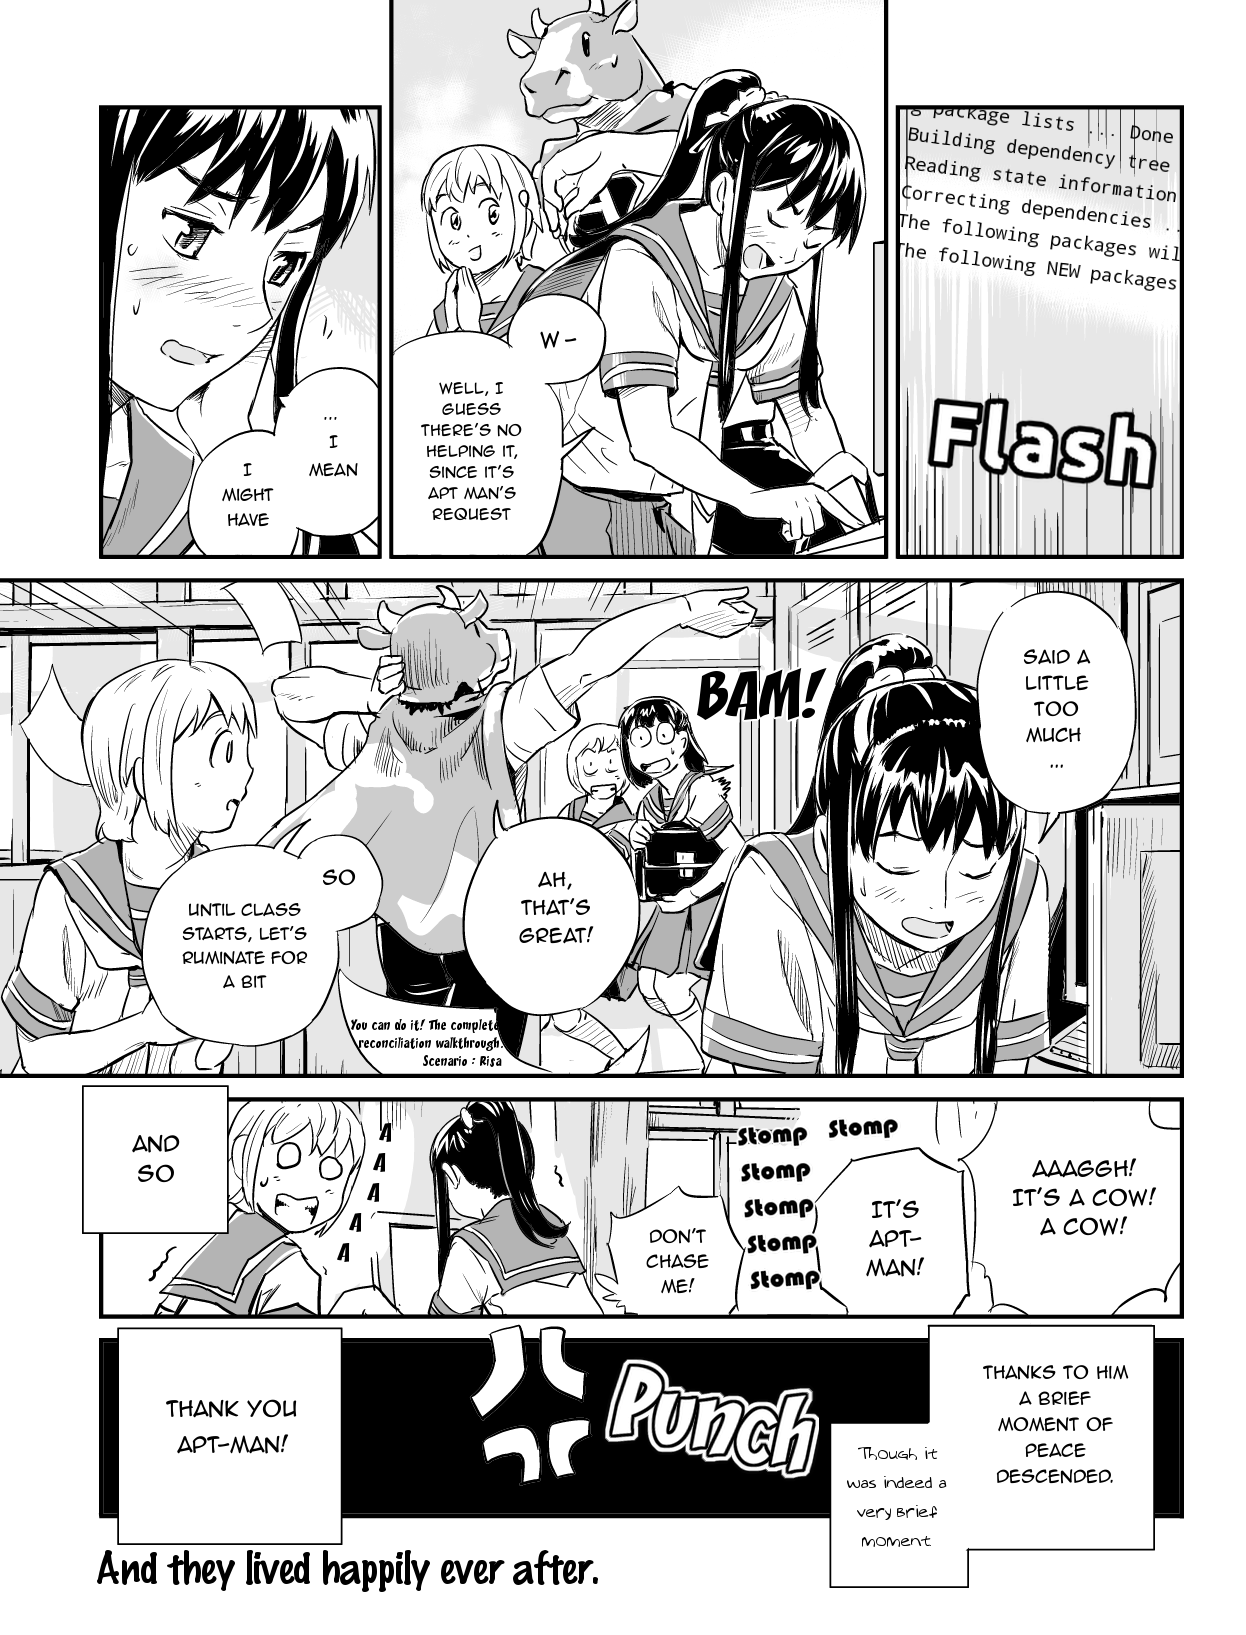 g package lists ... Done
Building dependency tree
Reading state information
Correcting dependencies ..
The following packages wil
The following NEW packages
Flash
W-
WELL, I
GUESS
THERE'S NO
HELPING IT,
SINCE IT'S
APT MAN'S
REQUEST
...
I
MEAN
I
MIGHT
HAVE
SAID A
LITTLE
TOO
MUCH
...
BAM!
AH,
THAT'S
GREAT!
SO
UNTIL CLASS
STARTS, LET'S
RUMINATE FOR
A BIT
You can do it! The complete
reconciliation walkthrough.
Scenario : Risa
AAAGGH!
IT'S A COW!
A COW!
IT'S
APT-
MAN!
Stomp Stomp
Stomp
Stomp
Stomp
Stomp
DON'T
CHASE
ME!
A
A
A
A
A
AND
SO
THANKS TO HIM
A BRIEF
MOMENT OF
PEACE
DESCENDED.
Though it
was indeed a
very brief
moment
Punch
THANK YOU
APT-MAN!
And they lived happily ever after.